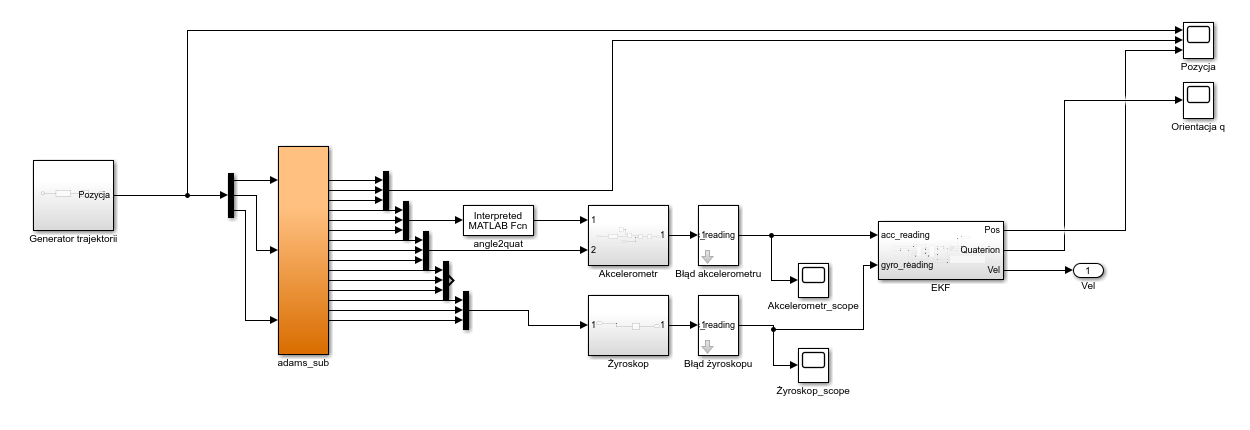 Pozycja
Orientacja q
Pozycja
Generator trajektorii
adams_sub
Interpreted
MATLAB Fcn
angle2quat
1
2
1
Akcelerometr
1
reading
Błąd akcelerometru
Akcelerometr_scope
1
1
Żyroskop
1
reading
Błąd żyroskopu
Żyroskop_scope
acc_reading
gyro_reading
Pos
Quaterion
Vel
EKF
1
Vel